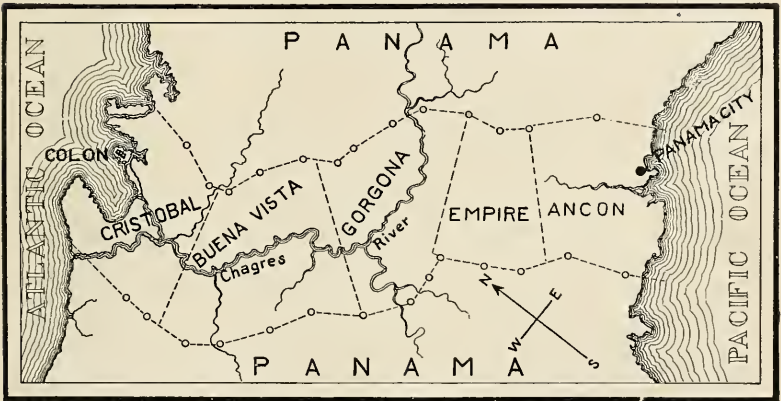 PANAMA
ATLANTIC OCEAN
COLON
PANAMA CITY
CRISTOBAL
BUENA VISTA
GORGONA
EMPIRE
ANCON
River
Chagres
PACIFIC OCEAN
N
E
W
S
PANAMA